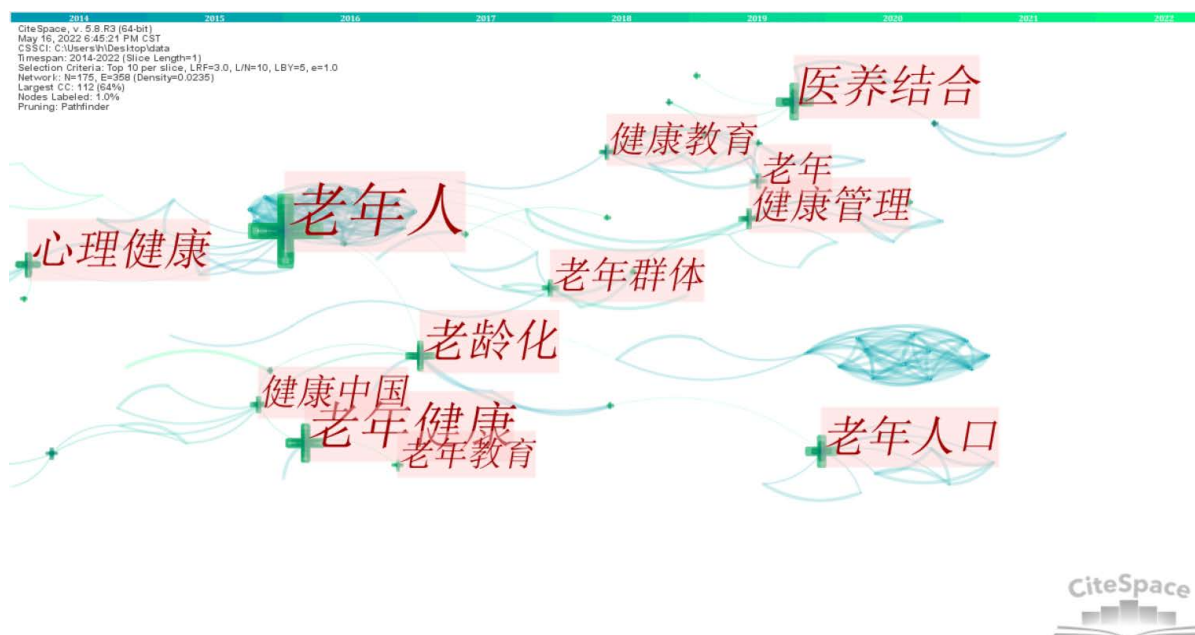 2014 2015 2016 2017 2018 2019 2020 2021 2022
CiteSpace, v. 5.8.R3 (64-bit)
May 16, 2022 6:45:21 PM CST
CSSCI: C:\Users\h\Desktop\data
Timespan: 2014-2022 (Slice Length=1)
Selection Criteria: Top 10 per slice, LRF=3.0, L/N=10, LBY=5, e=1.0
Network: N=175, E=358 (Density=0.0235)
Largest CC: 112 (64%)
Nodes Labeled: 1.0%
Pruning: Pathfinder
医养结合
健康教育
老年
健康管理
老年人
心理健康
老年群体
老龄化
健康中国
老年健康
老年教育
老年人口
CiteSpace